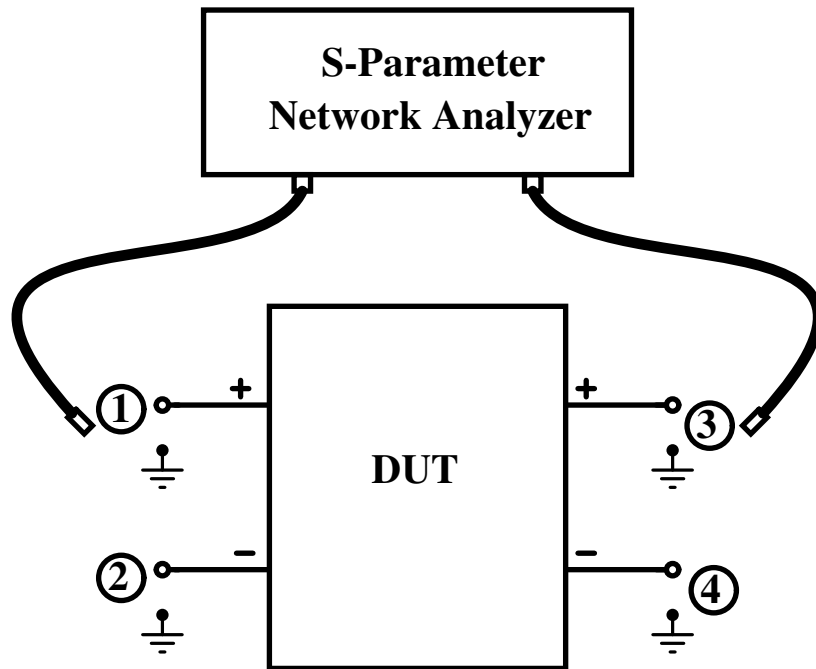 S-Parameter
Network Analyzer
+
+
1
3
DUT
−
−
2
4